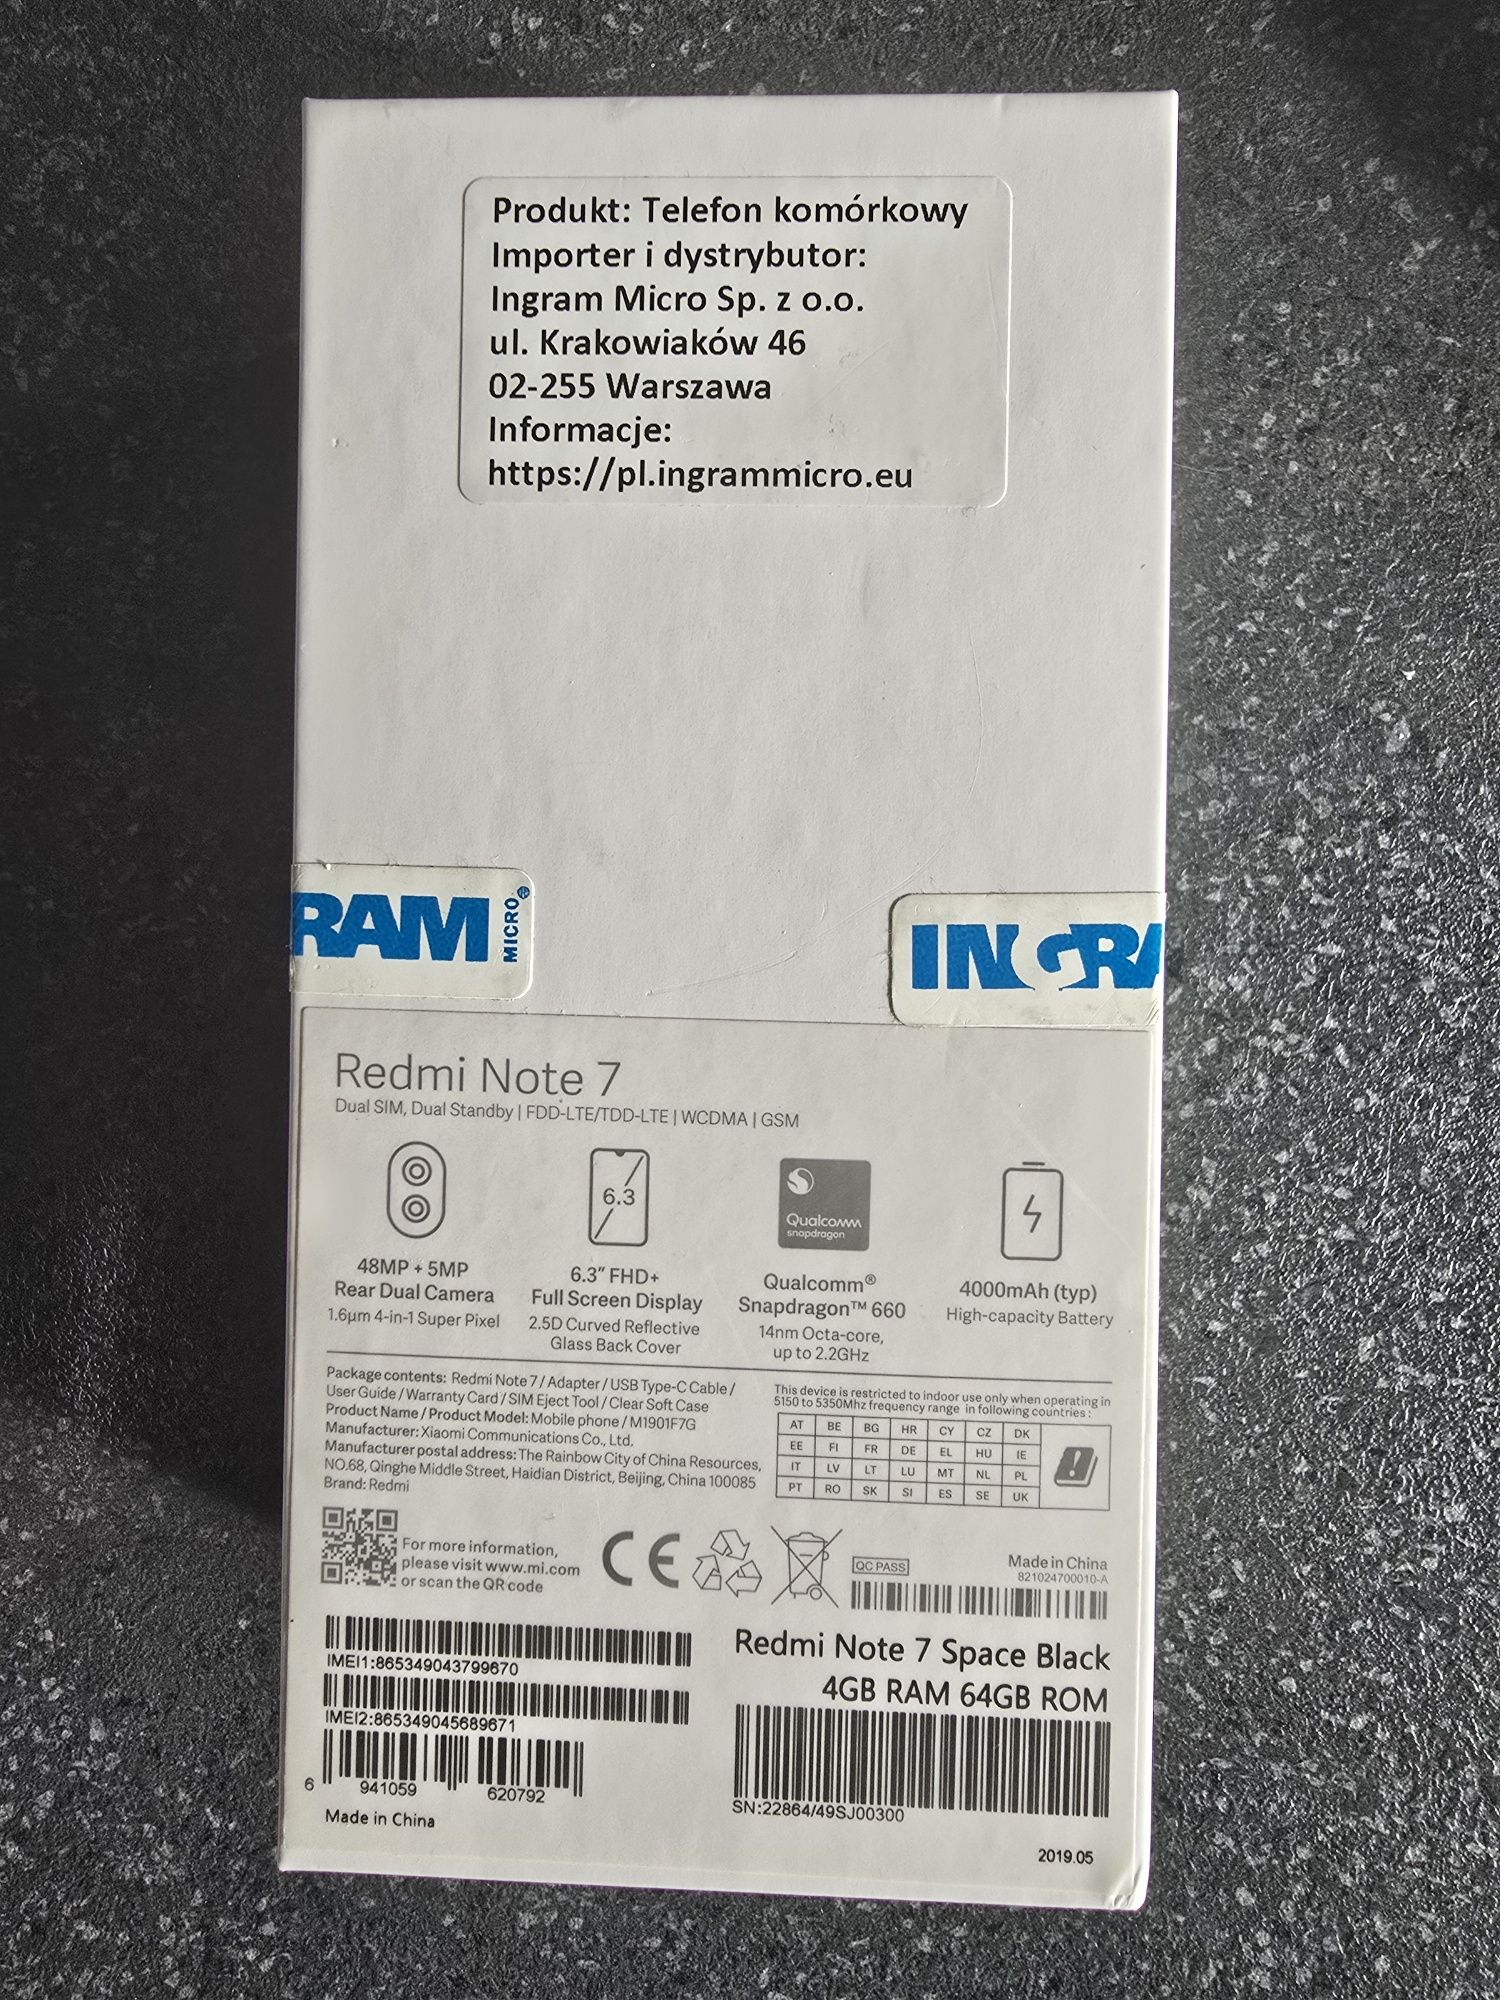 Produkt: Telefon komórkowy
Importer i dystrybutor:
Ingram Micro Sp. z o.o.
ul. Krakowiaków 46
02-255 Warszawa
Informacje:
https://pl.ingrammicro.eu
RAM MICRO®
INGRA
Redmi Note 7
Dual SIM, Dual Standby | FDD-LTE/TDD-LTE | WCDMA | GSM
6.3
Qualcomm
snapdragon
48MP + 5MP
Rear Dual Camera
1.6µm 4-in-1 Super Pixel
6.3” FHD+
Full Screen Display
2.5D Curved Reflective
Glass Back Cover
Qualcomm®
Snapdragon™ 660
14nm Octa-core,
up to 2.2GHz
4000mAh (typ)
High-capacity Battery
Package contents: Redmi Note 7 / Adapter / USB Type-C Cable /
User Guide / Warranty Card / SIM Eject Tool / Clear Soft Case
Product Name / Product Model: Mobile phone / M1901F7G
Manufacturer: Xiaomi Communications Co., Ltd.
Manufacturer postal address: The Rainbow City of China Resources,
NO.68, Qinghe Middle Street, Haidian District, Beijing, China 100085
Brand: Redmi
This device is restricted to indoor use only when operating in
5150 to 5350Mhz frequency range in following countries :
AT BE BG HR CY CZ DK
EE FI FR DE EL HU IE
IT LV LT LU MT NL PL
PT RO SK SI ES SE UK
For more information,
please visit www.mi.com
or scan the QR code
CE
QC PASS
Made in China
821024700010-A
IMEI1:865349043799670
IMEI2:865349045689671
6 941059 620792
Made in China
Redmi Note 7 Space Black
4GB RAM 64GB ROM
SN:22864/49SJ00300
2019.05